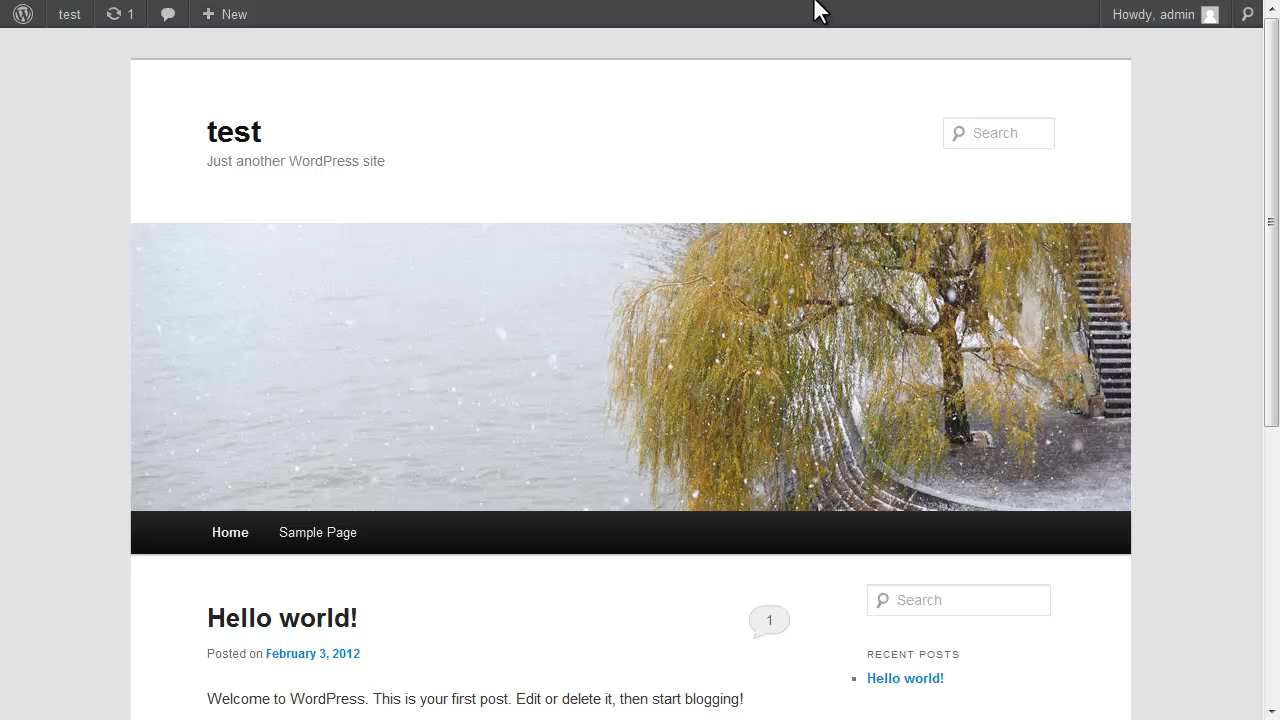 test 1 New Howdy, admin
test
Just another WordPress site
Search
Home Sample Page
Hello world!
1
Posted on February 3, 2012
Welcome to WordPress. This is your first post. Edit or delete it, then start blogging!
Search
RECENT POSTS
Hello world!